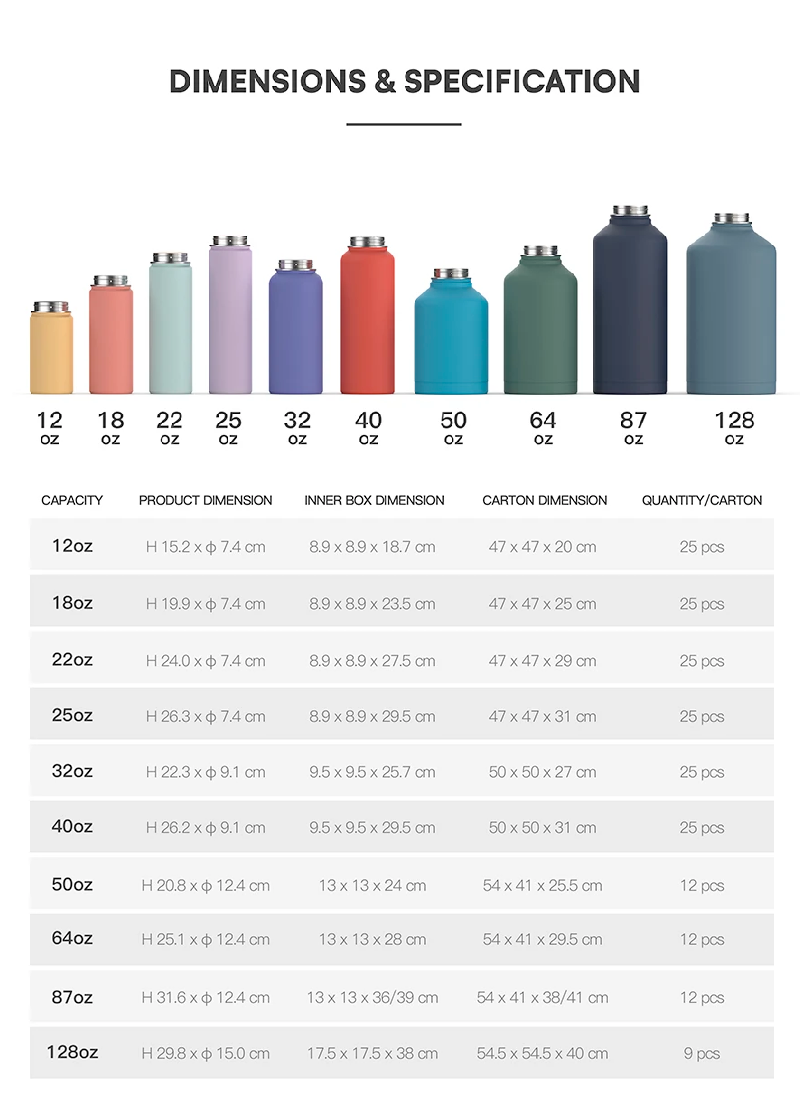 DIMENSIONS & SPECIFICATION
12 18 22 25 32 40 50 64 87 128
oz oz oz oz oz oz oz oz oz oz
CAPACITY PRODUCT DIMENSION INNER BOX DIMENSION CARTON DIMENSION QUANTITY/CARTON
12oz H 15.2 x φ 7.4 cm 8.9 x 8.9 x 18.7 cm 47 x 47 x 20 cm 25 pcs
18oz H 19.9 x φ 7.4 cm 8.9 x 8.9 x 23.5 cm 47 x 47 x 25 cm 25 pcs
22oz H 24.0 x φ 7.4 cm 8.9 x 8.9 x 27.5 cm 47 x 47 x 29 cm 25 pcs
25oz H 26.3 x φ 7.4 cm 8.9 x 8.9 x 29.5 cm 47 x 47 x 31 cm 25 pcs
32oz H 22.3 x φ 9.1 cm 9.5 x 9.5 x 25.7 cm 50 x 50 x 27 cm 25 pcs
40oz H 26.2 x φ 9.1 cm 9.5 x 9.5 x 29.5 cm 50 x 50 x 31 cm 25 pcs
50oz H 20.8 x φ 12.4 cm 13 x 13 x 24 cm 54 x 41 x 25.5 cm 12 pcs
64oz H 25.1 x φ 12.4 cm 13 x 13 x 28 cm 54 x 41 x 29.5 cm 12 pcs
87oz H 31.6 x φ 12.4 cm 13 x 13 x 36/39 cm 54 x 41 x 38/41 cm 12 pcs
128oz H 29.8 x φ 15.0 cm 17.5 x 17.5 x 38 cm 54.5 x 54.5 x 40 cm 9 pcs